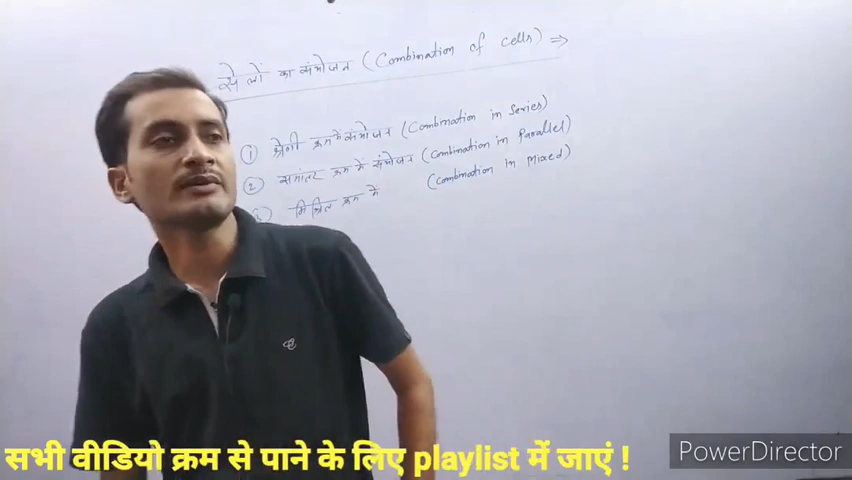 सेलों का संयोजन (Combination of cells) ⇒
① श्रेणी क्रम में संयोजन (Combination in Series)
② समांतर क्रम में संयोजन (Combination in Parallel)
मिश्रित क्रम में (Combination in Mixed)
सभी वीडियो क्रम से पाने के लिए playlist में जाएं !
PowerDirector